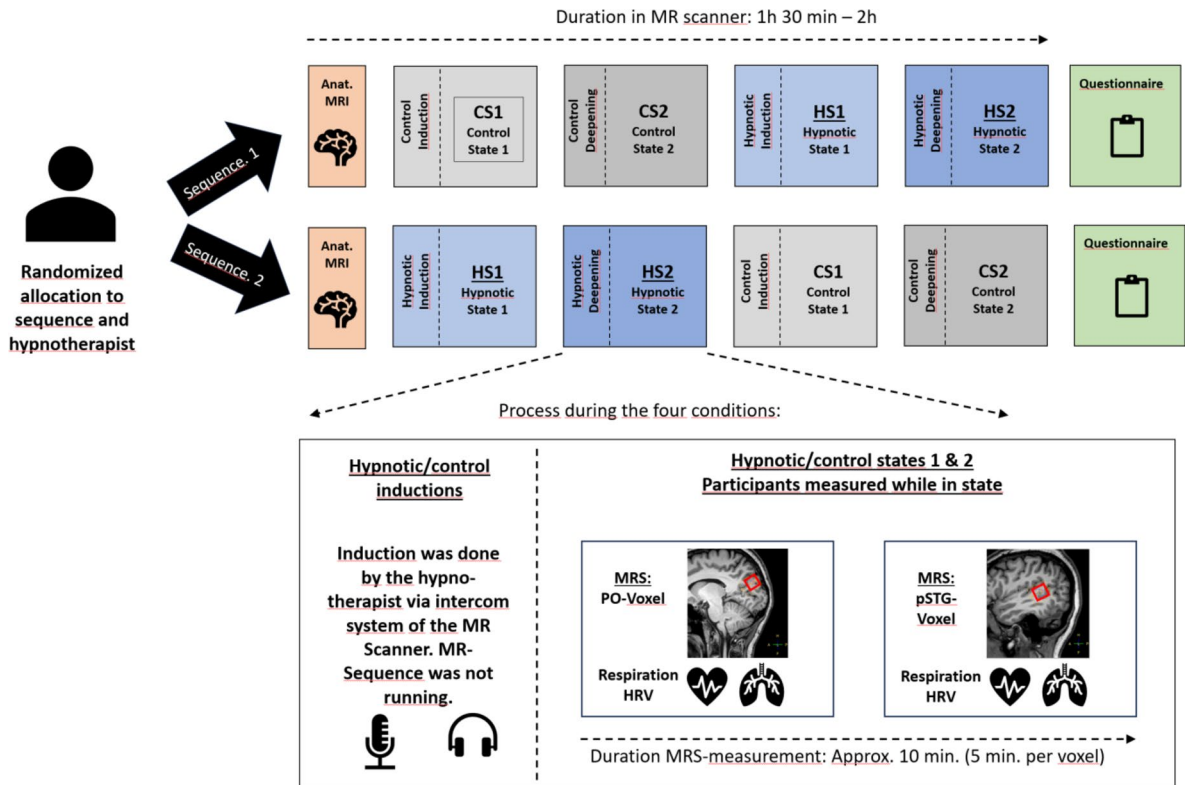 Duration in MR scanner: 1h 30 min – 2h
Anat.
MRI
Control
Induction
CS1
Control
State 1
Control
Deepening
CS2
Control
State 2
Hypnotic
Induction
HS1
Hypnotic
State 1
Hypnotic
Deepening
HS2
Hypnotic
State 2
Questionnaire
Sequence. 1
Sequence. 2
Randomized
allocation to
sequence and
hypnotherapist
Anat.
MRI
Hypnotic
Induction
HS1
Hypnotic
State 1
Hypnotic
Deepening
HS2
Hypnotic
State 2
Control
Induction
CS1
Control
State 1
Control
Deepening
CS2
Control
State 2
Questionnaire
Process during the four conditions:
Hypnotic/control
inductions
Induction was done
by the hypno-
therapist via intercom
system of the MR
Scanner. MR-
Sequence was not
running.
Hypnotic/control states 1 & 2
Participants measured while in state
MRS:
PO-Voxel
Respiration
HRV
MRS:
pSTG-
Voxel
Respiration
HRV
Duration MRS-measurement: Approx. 10 min. (5 min. per voxel)